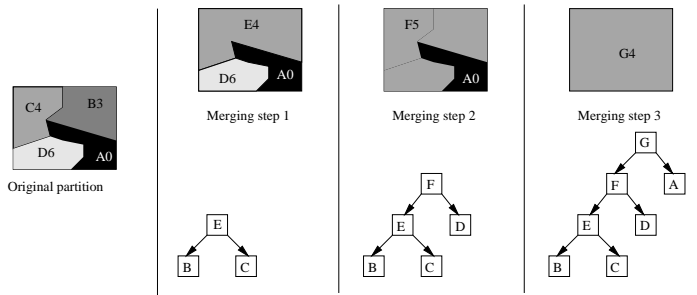 C4
B3
D6
A0
Original partition
E4
D6
A0
Merging step 1
E
B
C
F5
A0
Merging step 2
F
E
D
B
C
G4
Merging step 3
G
F
A
E
D
B
C